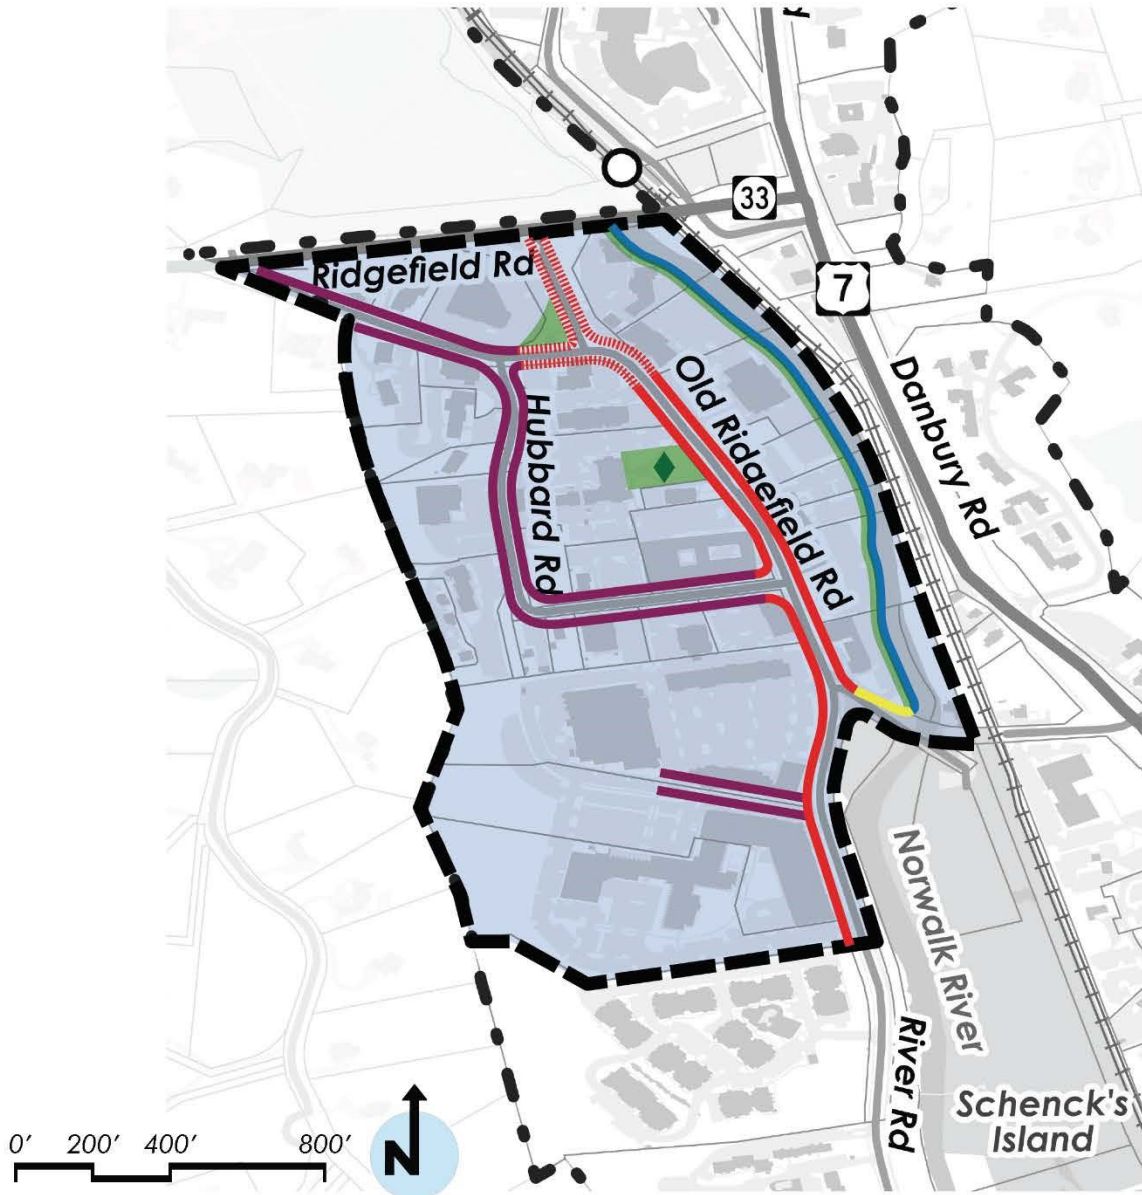 33
Ridgefield Rd
7
Old Ridgefield Rd
Danbury Rd
Hubbard Rd
Norwalk River
River Rd
Schenck's
Island
N
0' 200' 400' 800'